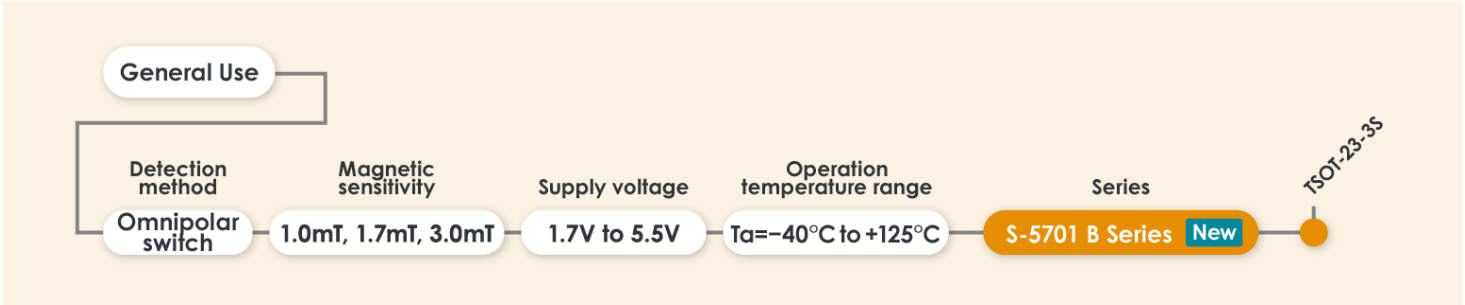 General Use
Detection
method
Magnetic
sensitivity
Supply voltage
Operation
temperature range
Series
TSOT-23-3S
Omnipolar
switch
1.0mT, 1.7mT, 3.0mT
1.7V to 5.5V
Ta=−40°C to +125°C
S-5701 B Series New